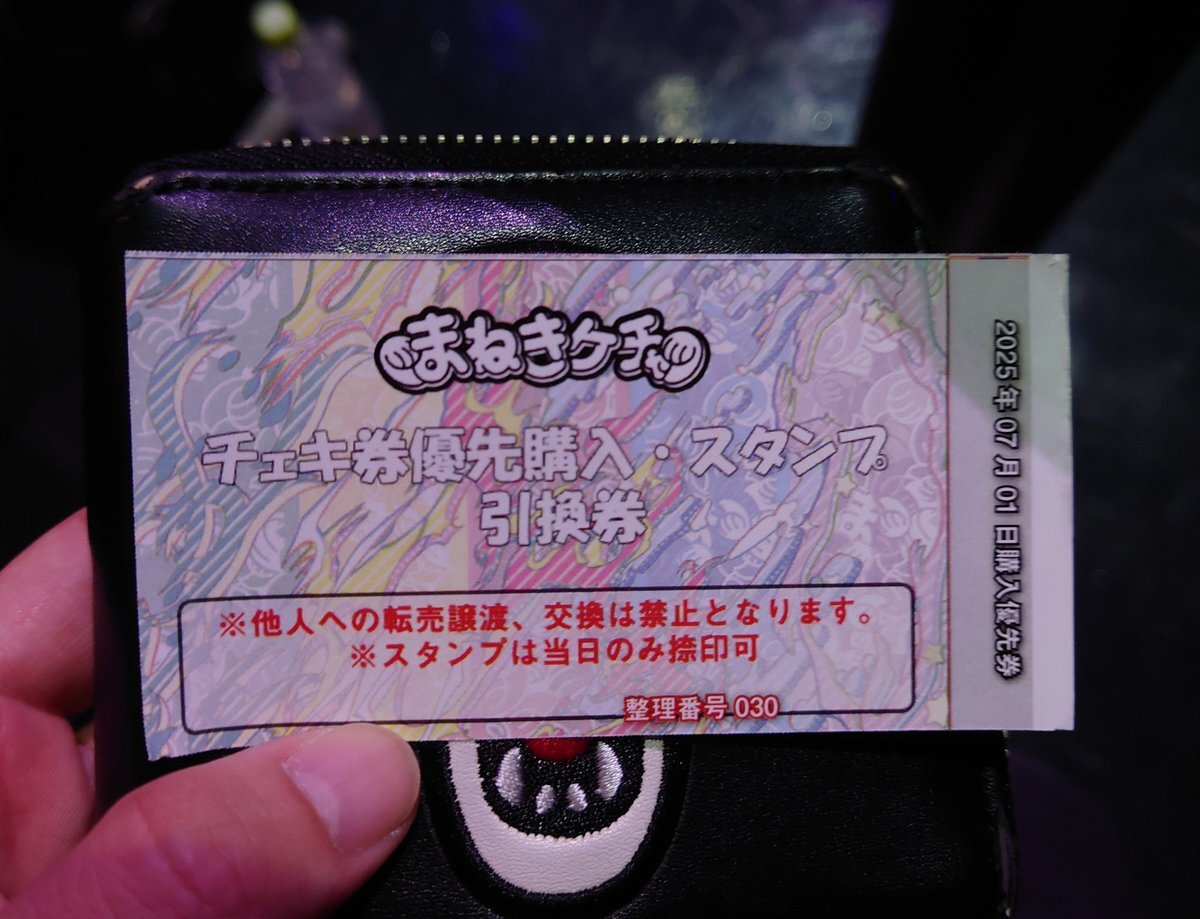 まねきケチャ
チェキ券優先購入・スタンプ
引換券
※他人への転売譲渡、交換は禁止となります。
※スタンプは当日のみ捺印可
整理番号 030
2025年07月01日購入優先券